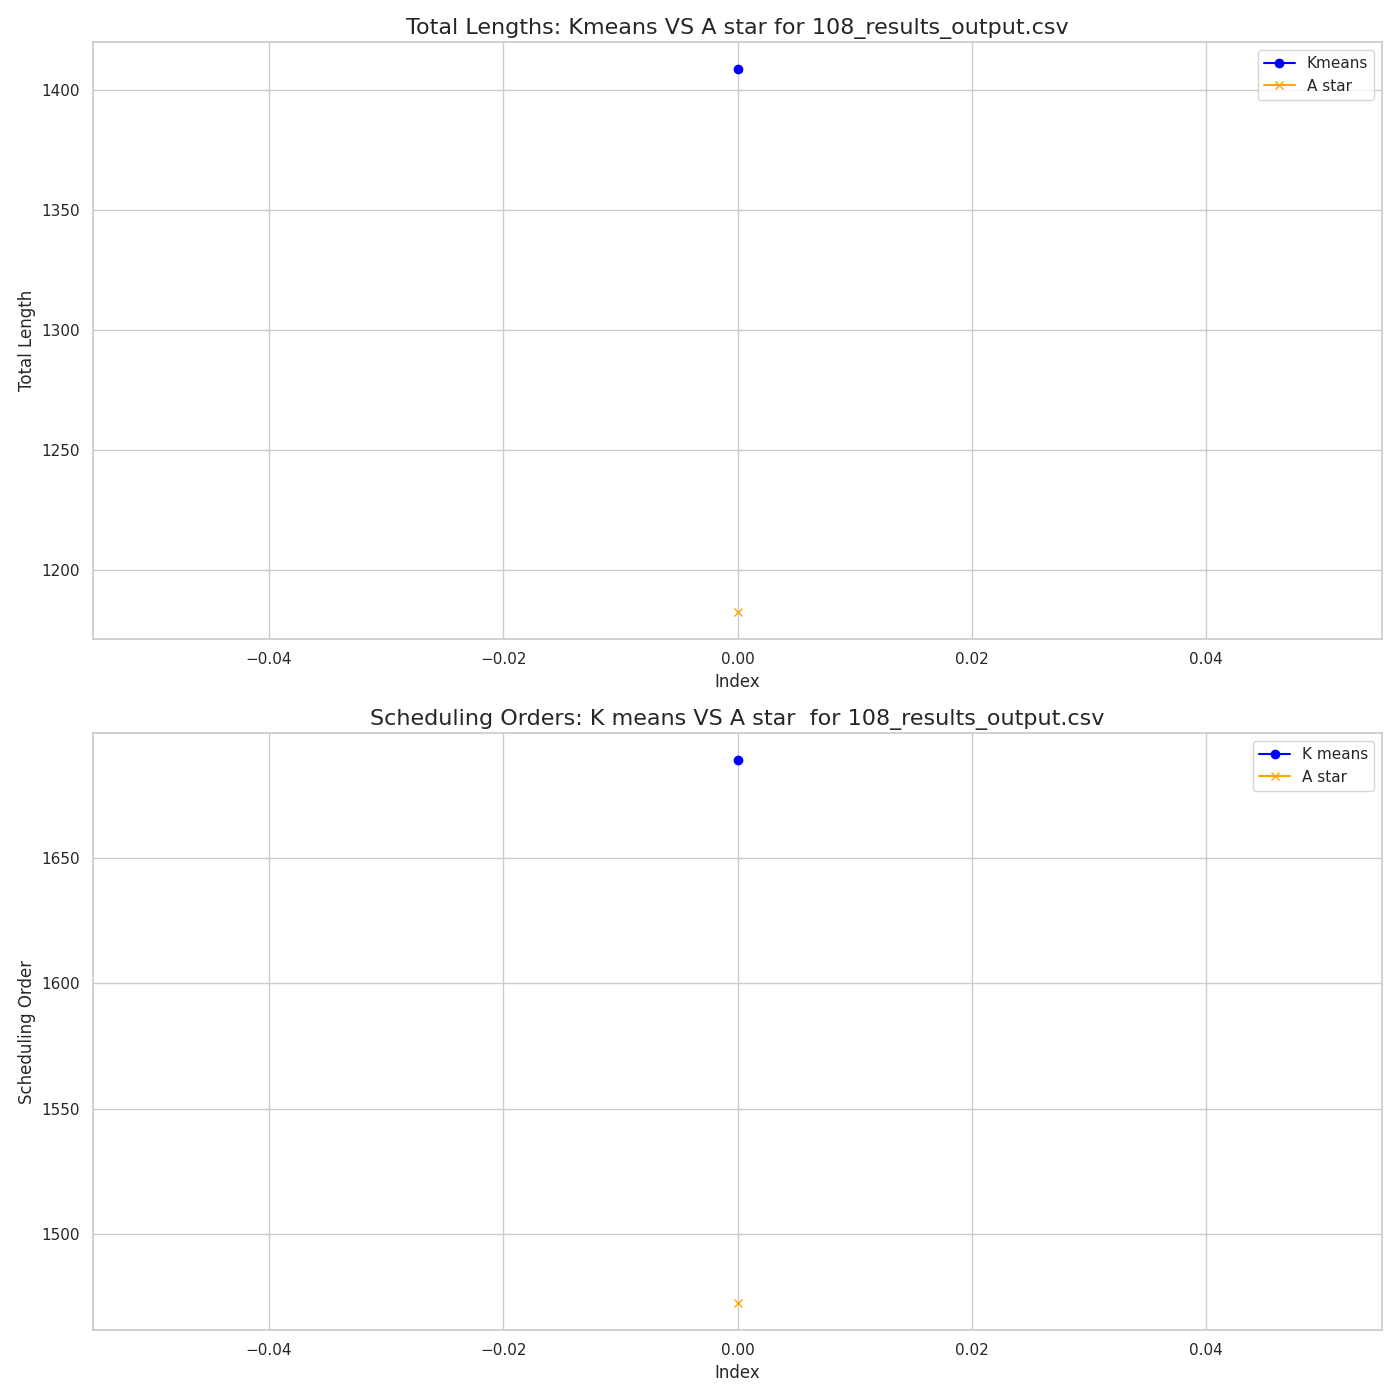 Total Lengths: Kmeans VS A star for 108_results_output.csv
Kmeans
A star
1400
1350
1300
1250
1200
Total Length
−0.04
−0.02
0.00
0.02
0.04
Index
Scheduling Orders: K means VS A star  for 108_results_output.csv
K means
A star
1650
1600
1550
1500
Scheduling Order
−0.04
−0.02
0.00
0.02
0.04
Index